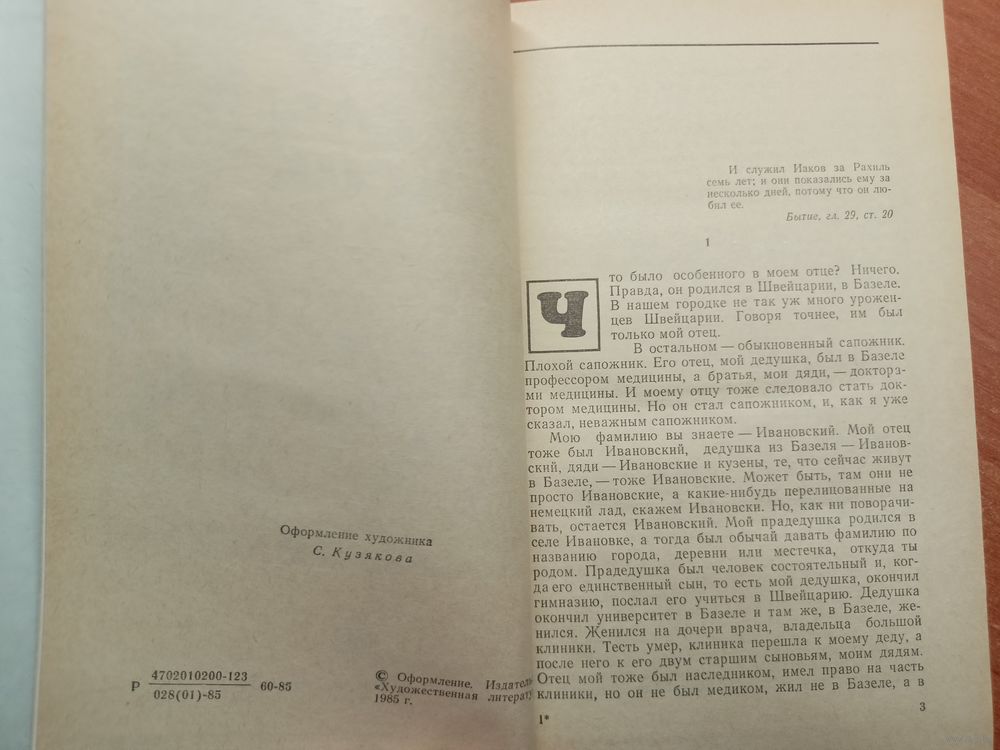 Оформление художника
С. Кузякова
Р 4702010200-123 60-85
028(01)-85
© Оформление. Издатель
«Художественная литерату
1985 г.
И служил Иаков за Рахиль
семь лет; и они показались ему за
несколько дней, потому что он лю-
бил ее.
Бытие, гл. 29, ст. 20
1
Что было особенного в моем отце? Ничего.
Правда, он родился в Швейцарии, в Базеле.
В нашем городке не так уж много урожен-
цев Швейцарии. Говоря точнее, им был
только мой отец.
В остальном — обыкновенный сапожник.
Плохой сапожник. Его отец, мой дедушка, был в Базеле
профессором медицины, а братья, мои дяди, — доктора-
ми медицины. И моему отцу тоже следовало стать док-
тором медицины. Но он стал сапожником, и, как я уже
сказал, неважным сапожником.
Мою фамилию вы знаете — Ивановский. Мой отец
тоже был Ивановский, дедушка из Базеля — Иванов-
ский, дяди — Ивановские и кузены, те, что сейчас живут
в Базеле, — тоже Ивановские. Может быть, там они не
просто Ивановские, а какие-нибудь перелицованные на
немецкий лад, скажем Ивановски. Но, как ни поворачи-
вать, остается Ивановский. Мой прадедушка родился в
селе Ивановке, а тогда был обычай давать фамилию по
названию города, деревни или местечка, откуда ты
родом. Прадедушка был человек состоятельный и, ког-
да его единственный сын, то есть мой дедушка, окончил
гимназию, послал его учиться в Швейцарию. Дедушка
окончил университет в Базеле и там же, в Базеле, же-
нился. Женился на дочери врача, владельца большой
клиники. Тесть умер, клиника перешла к моему деду, а
после него к его двум старшим сыновьям, моим дядям.
Отец мой тоже был наследником, имел право на часть
клиники, но он не был медиком, жил не в Базеле, а в
1*
3